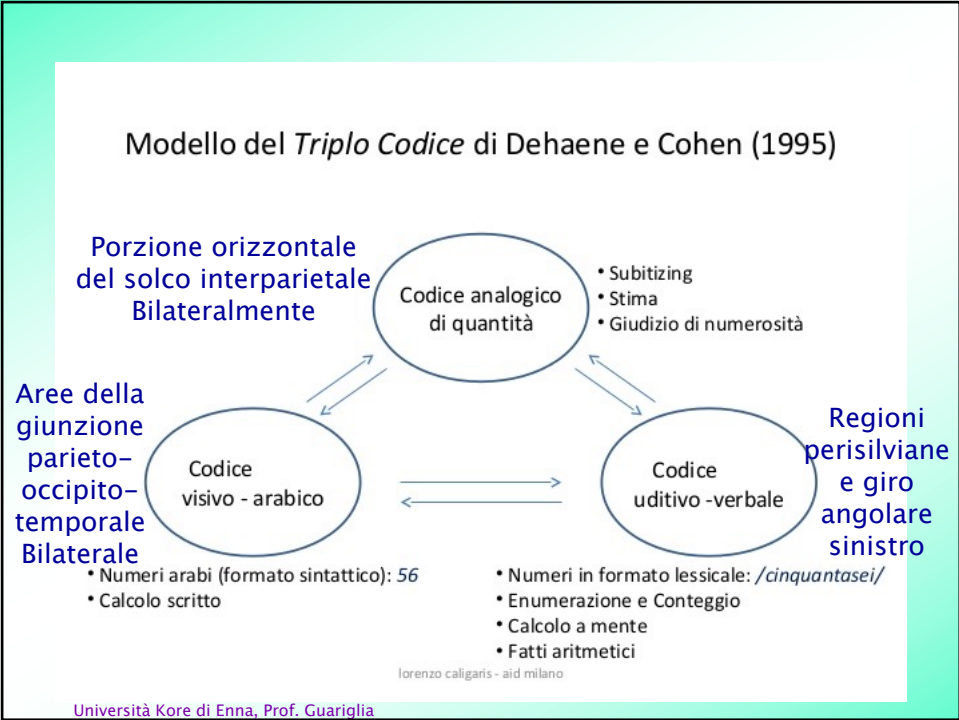 Modello del Triplo Codice di Dehaene e Cohen (1995)
Porzione orizzontale
del solco interparietale
Bilateralmente
Codice analogico
di quantità
• Subitizing
• Stima
• Giudizio di numerosità
Aree della
giunzione
parieto-
occipito-
temporale
Bilaterale
Codice
visivo - arabico
Codice
uditivo -verbale
Regioni
perisilviane
e giro
angolare
sinistro
• Numeri arabi (formato sintattico): 56
• Calcolo scritto
• Numeri in formato lessicale: /cinquantasei/
• Enumerazione e Conteggio
• Calcolo a mente
• Fatti aritmetici
lorenzo caligaris - aid milano
Università Kore di Enna, Prof. Guariglia